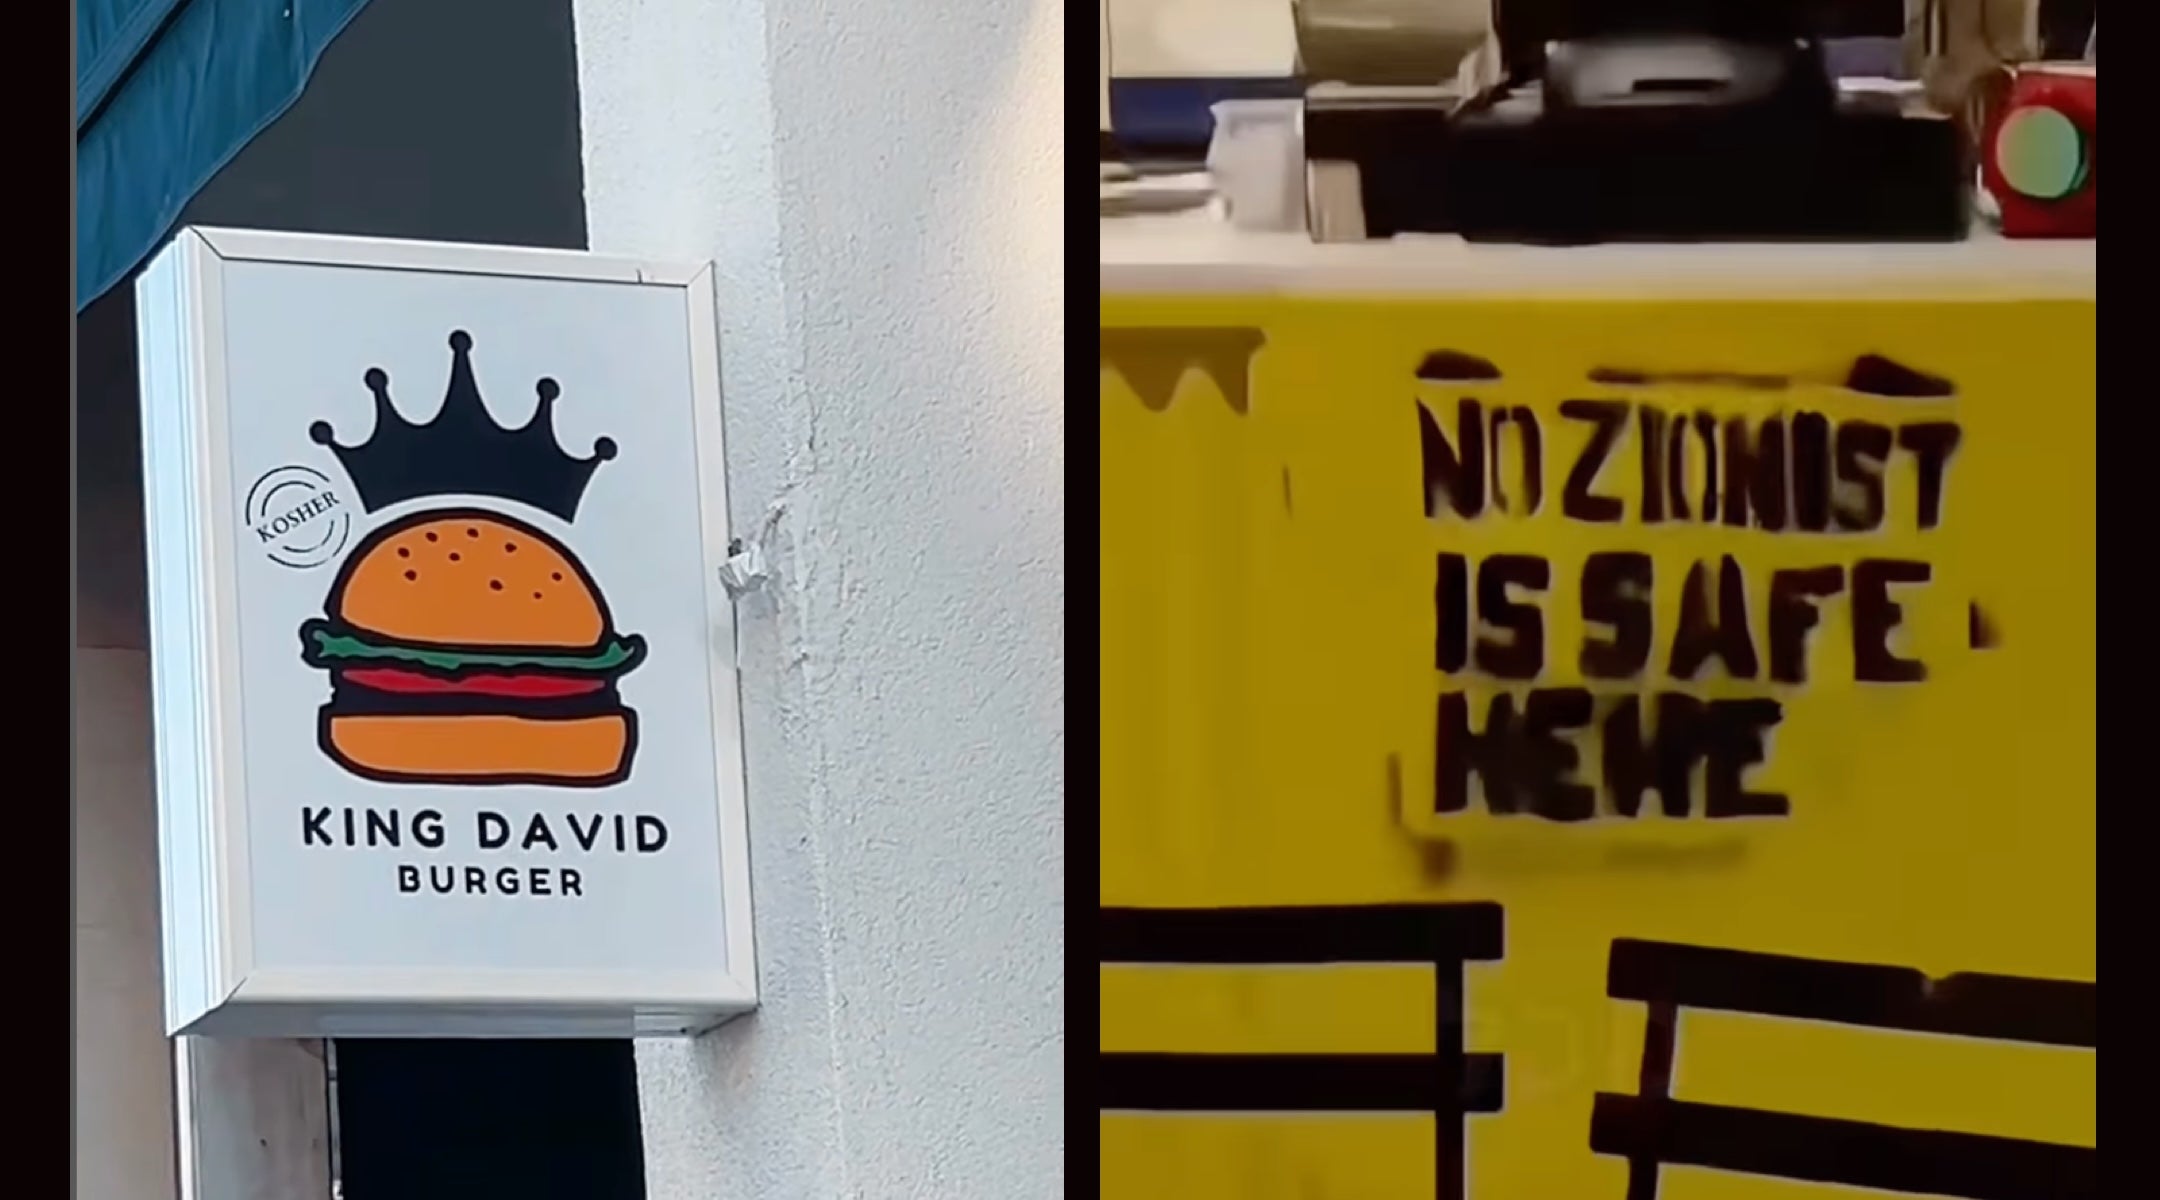 KOSHER
KING DAVID
BURGER
NO ZIONIST
IS SAFE
HERE